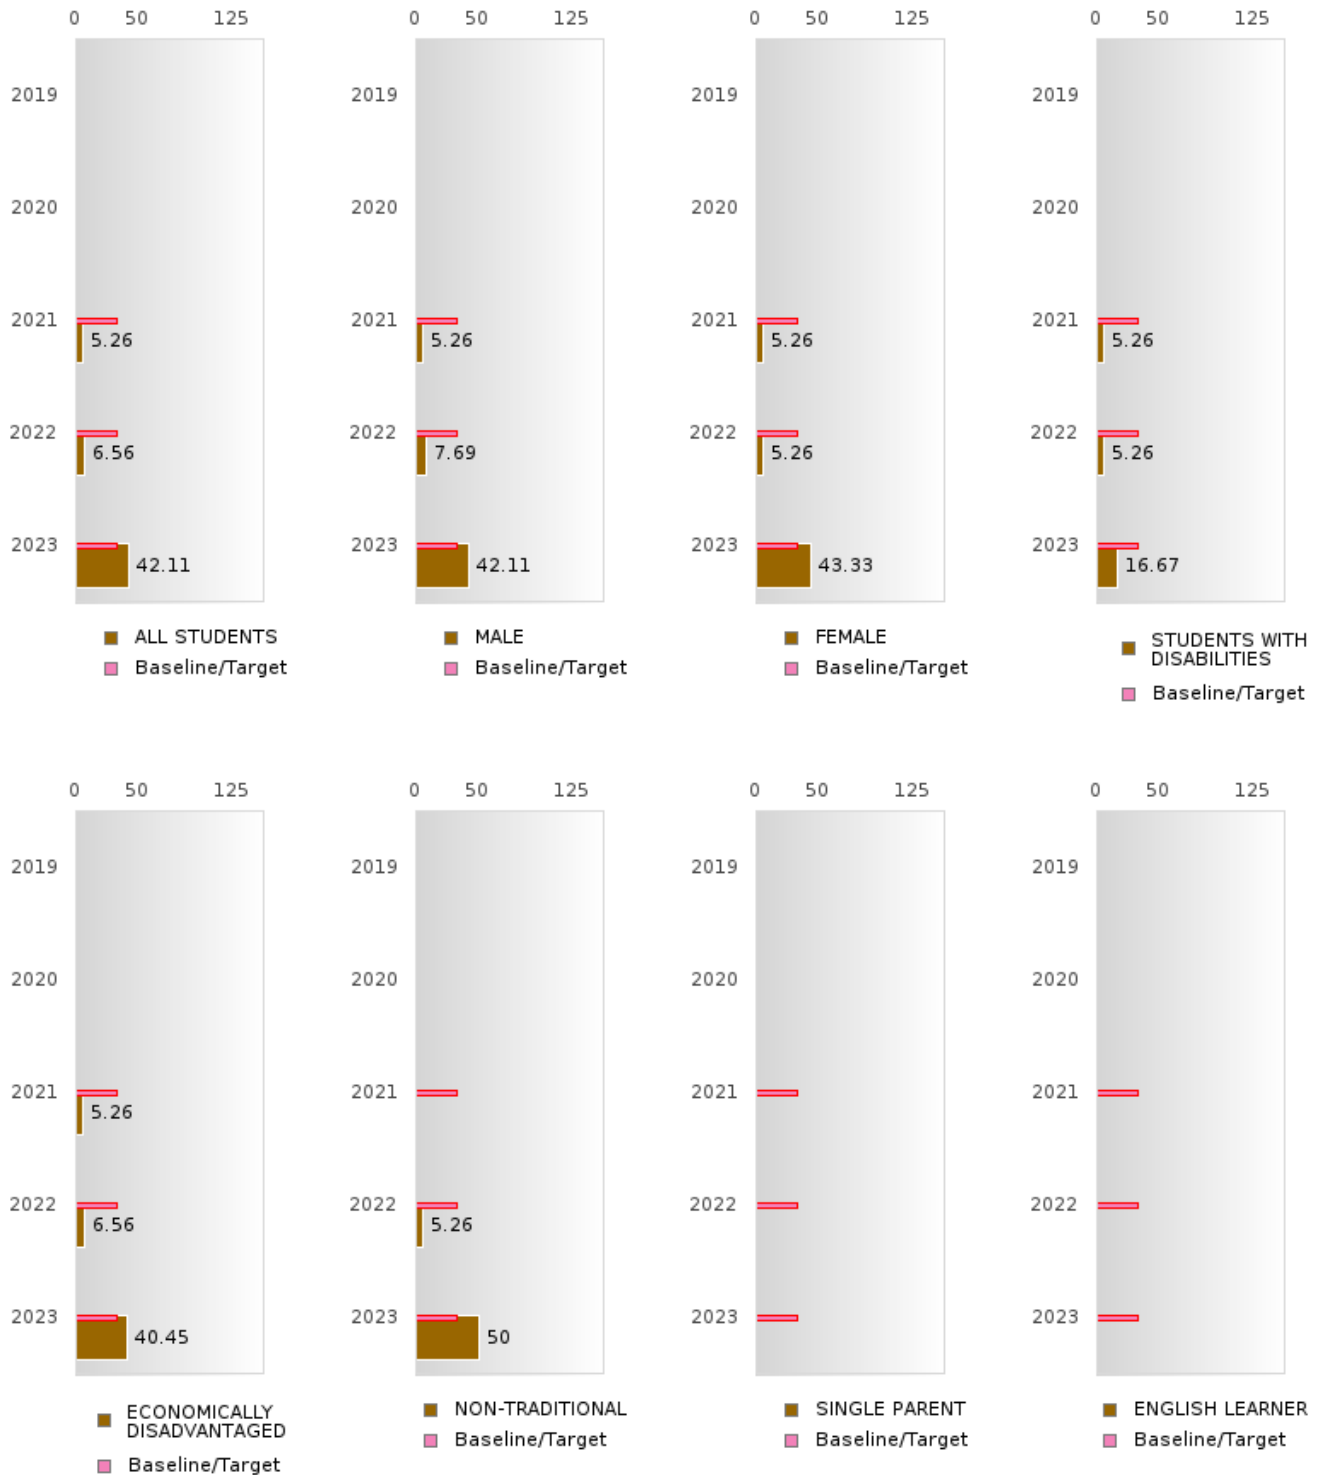 0 50 125
2019
2020
2021
5.26
2022
6.56
2023
42.11
ALL STUDENTS
Baseline/Target
0 50 125
2019
2020
2021
5.26
2022
7.69
2023
42.11
MALE
Baseline/Target
0 50 125
2019
2020
2021
5.26
2022
5.26
2023
43.33
FEMALE
Baseline/Target
0 50 125
2019
2020
2021
5.26
2022
5.26
2023
16.67
STUDENTS WITH
DISABILITIES
Baseline/Target
0 50 125
2019
2020
2021
5.26
2022
6.56
2023
40.45
ECONOMICALLY
DISADVANTAGED
Baseline/Target
0 50 125
2019
2020
2021
2022
5.26
2023
50
NON-TRADITIONAL
Baseline/Target
0 50 125
2019
2020
2021
2022
2023
SINGLE PARENT
Baseline/Target
0 50 125
2019
2020
2021
2022
2023
ENGLISH LEARNER
Baseline/Target